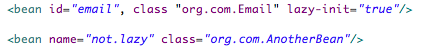 <bean id="email", class "org.com.Email" lazy-init="true"/>
<bean name="not.lazy" class="org.com.AnotherBean"/>